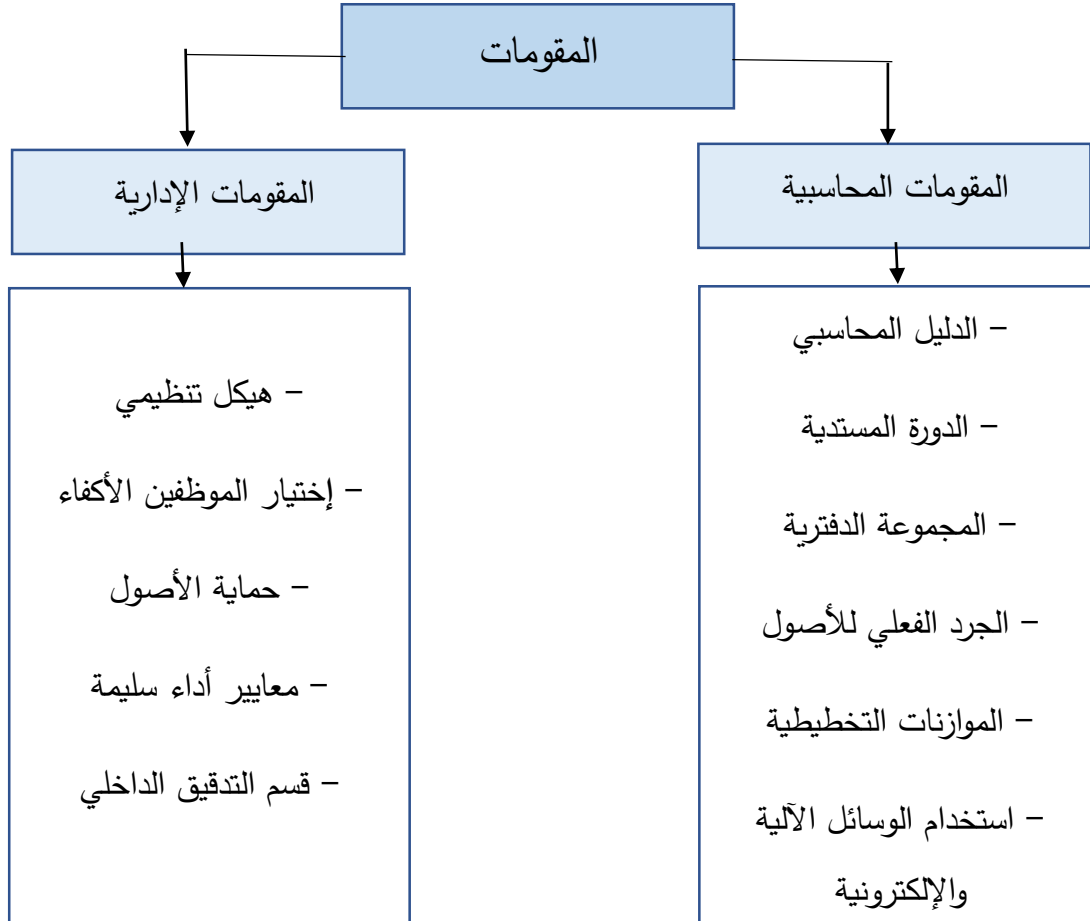 المقومات
المقومات المحاسبية
المقومات الإدارية
– الدليل المحاسبي
– الدورة المستدية
– المجموعة الدفترية
– الجرد الفعلي للأصول
– الموازنات التخطيطية
– استخدام الوسائل الآلية
والإلكترونية
– هيكل تنظيمي
– إختيار الموظفين الأكفاء
– حماية الأصول
– معايير أداء سليمة
– قسم التدقيق الداخلي